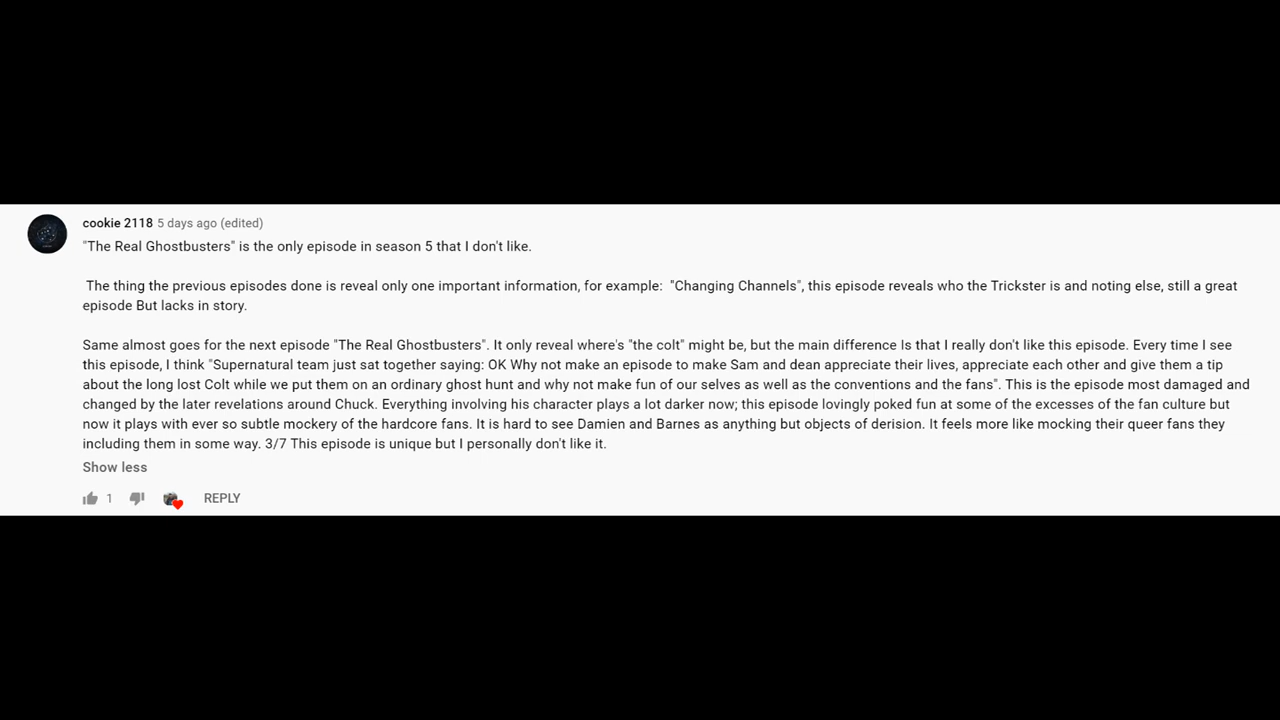 cookie 2118 5 days ago (edited)
"The Real Ghostbusters" is the only episode in season 5 that I don't like.
The thing the previous episodes done is reveal only one important information, for example:  "Changing Channels", this episode reveals who the Trickster is and noting else, still a great
episode But lacks in story.
Same almost goes for the next episode "The Real Ghostbusters". It only reveal where's "the colt" might be, but the main difference Is that I really don't like this episode. Every time I see
this episode, I think "Supernatural team just sat together saying: OK Why not make an episode to make Sam and dean appreciate their lives, appreciate each other and give them a tip
about the long lost Colt while we put them on an ordinary ghost hunt and why not make fun of our selves as well as the conventions and the fans". This is the episode most damaged and
changed by the later revelations around Chuck. Everything involving his character plays a lot darker now; this episode lovingly poked fun at some of the excesses of the fan culture but
now it plays with ever so subtle mockery of the hardcore fans. It is hard to see Damien and Barnes as anything but objects of derision. It feels more like mocking their queer fans they
including them in some way. 3/7 This episode is unique but I personally don't like it.
Show less
1 REPLY